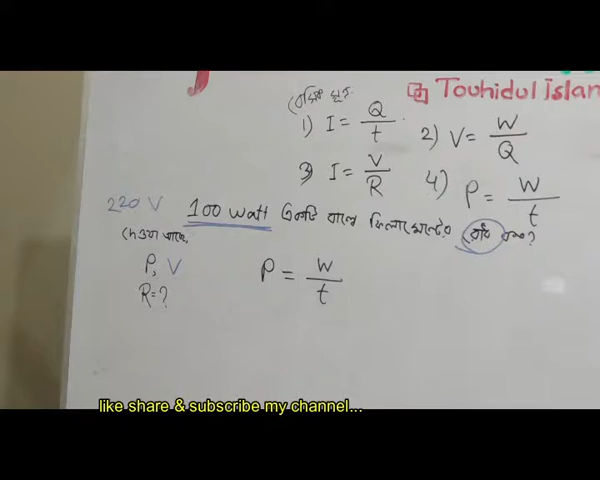 Touhidul Islam
বেসিক সূত্র
1) I = Q/t
2) V = W/Q
3) I = V/R
4) P = W/t
220 V 100 watt একটি বাল্বে ফিলামেন্টের রোধ কত?
দেওয়া আছে,
P, V
R = ?
P = W/t
like share & subscribe my channel...